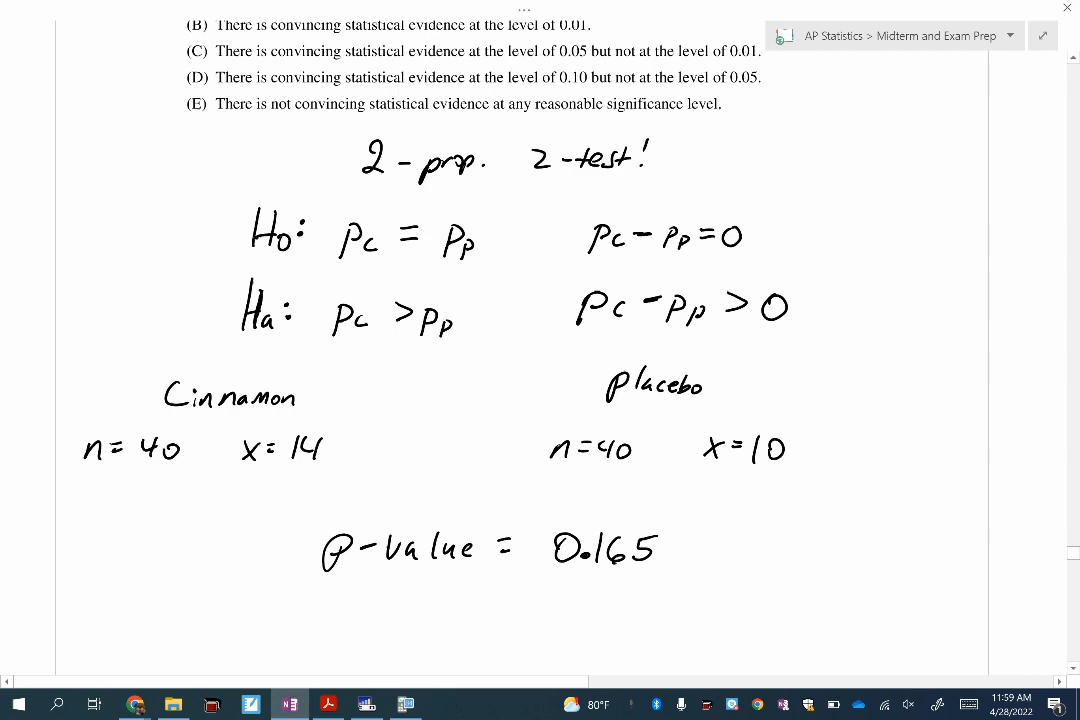 (B) There is convincing statistical evidence at the level of 0.01.
AP Statistics > Midterm and Exam Prep
(C) There is convincing statistical evidence at the level of 0.05 but not at the level of 0.01.
(D) There is convincing statistical evidence at the level of 0.10 but not at the level of 0.05.
(E) There is not convincing statistical evidence at any reasonable significance level.
2-prop. z-test!
Ho: Pc = Pp Pc - Pp = 0
Ha: Pc > Pp Pc - Pp > 0
Cinnamon placebo
n = 40 x = 14 n = 40 x = 10
P-value = 0.165
80°F
11:59 AM
4/28/2022